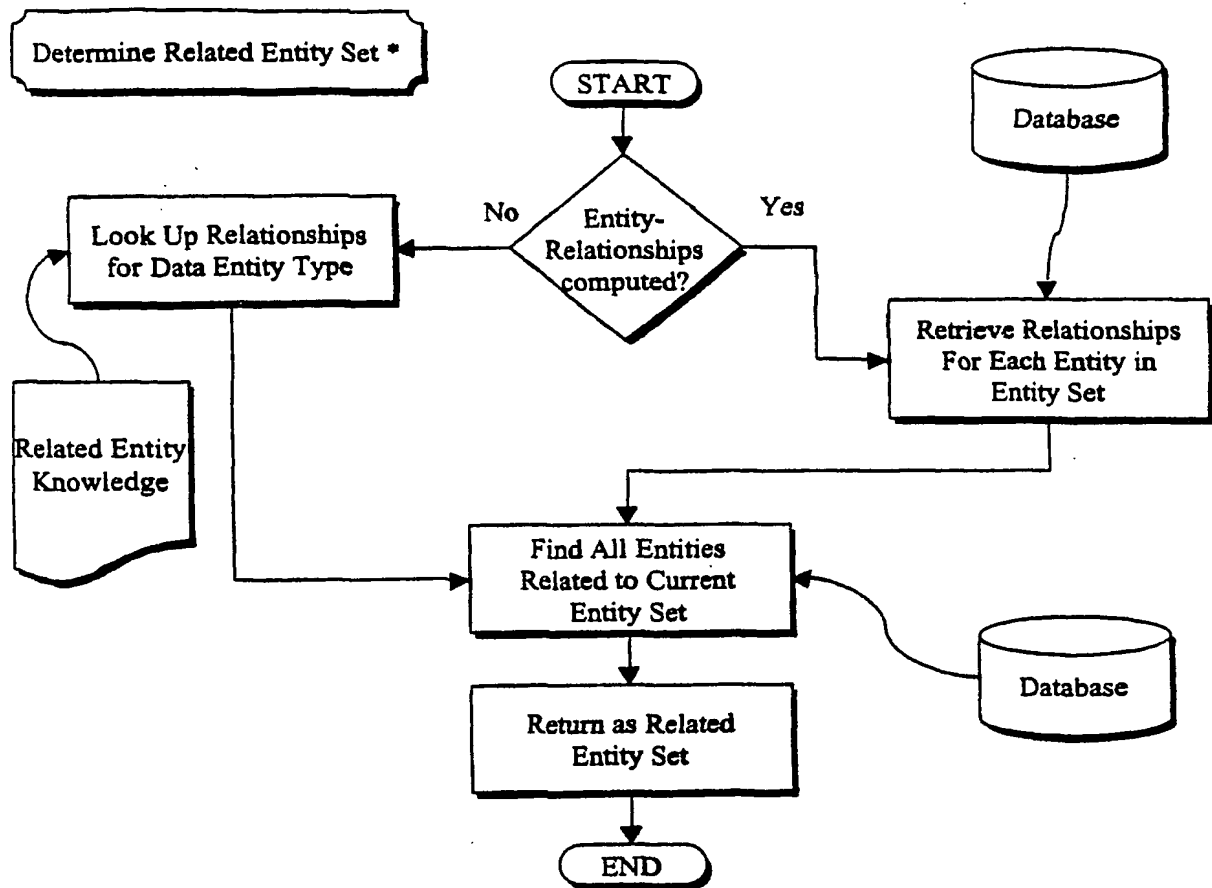 Determine Related Entity Set *
START
Database
No
Yes
Entity-
Relationships
computed?
Look Up Relationships
for Data Entity Type
Retrieve Relationships
For Each Entity in
Entity Set
Related Entity
Knowledge
Find All Entities
Related to Current
Entity Set
Database
Return as Related
Entity Set
END